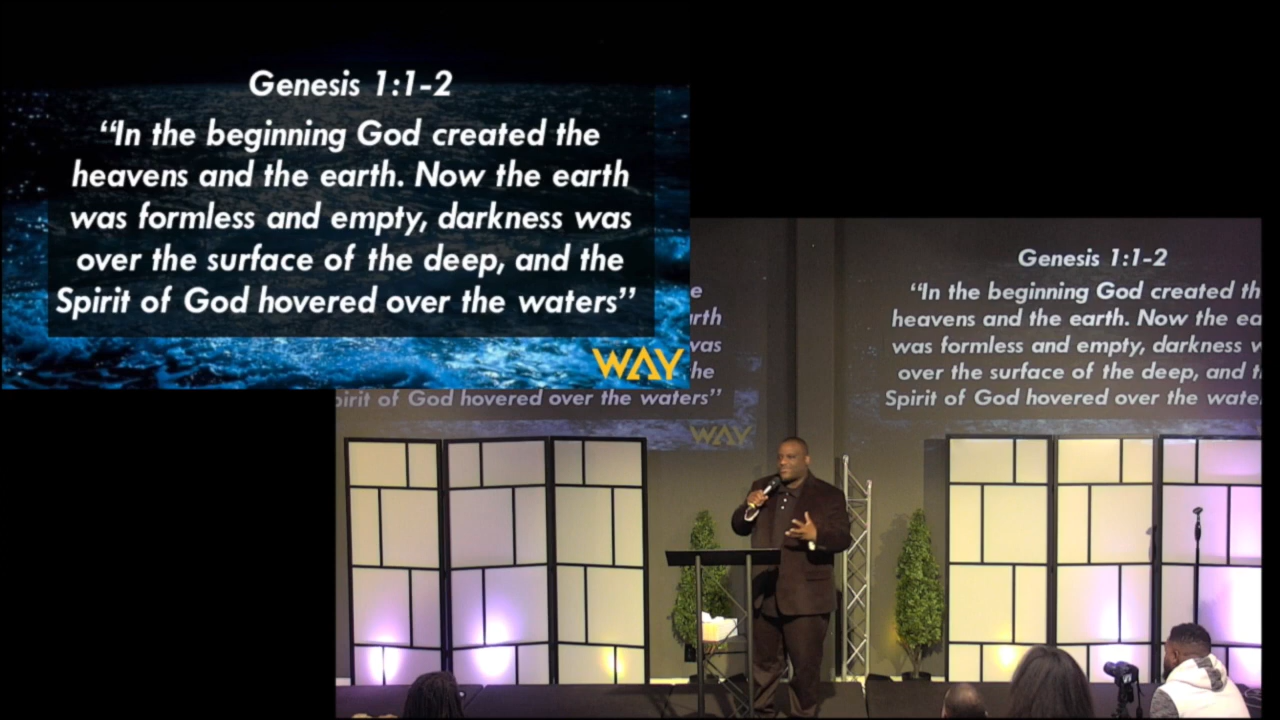 Genesis 1:1-2
“In the beginning God created the
heavens and the earth. Now the earth
was formless and empty, darkness was
over the surface of the deep, and the
Spirit of God hovered over the waters”
WAY
e
rth
was
the
pirit of God hovered over the waters”
WAY
Genesis 1:1-2
“In the beginning God created th
heavens and the earth. Now the ea
was formless and empty, darkness w
over the surface of the deep, and t
Spirit of God hovered over the wate